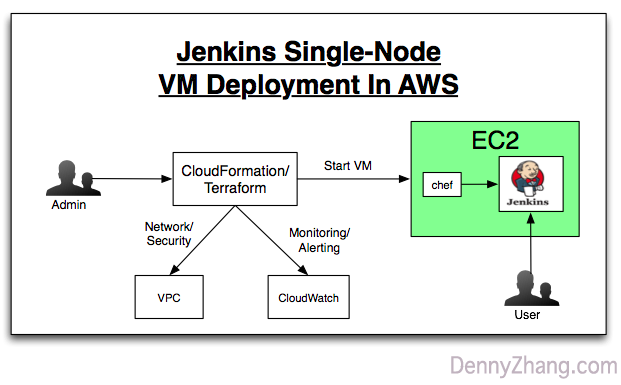 Jenkins Single-Node
VM Deployment In AWS
EC2
CloudFormation/
Terraform
Start VM
chef
Jenkins
Admin
Network/
Security
Monitoring/
Alerting
VPC
CloudWatch
User
DennyZhang.com